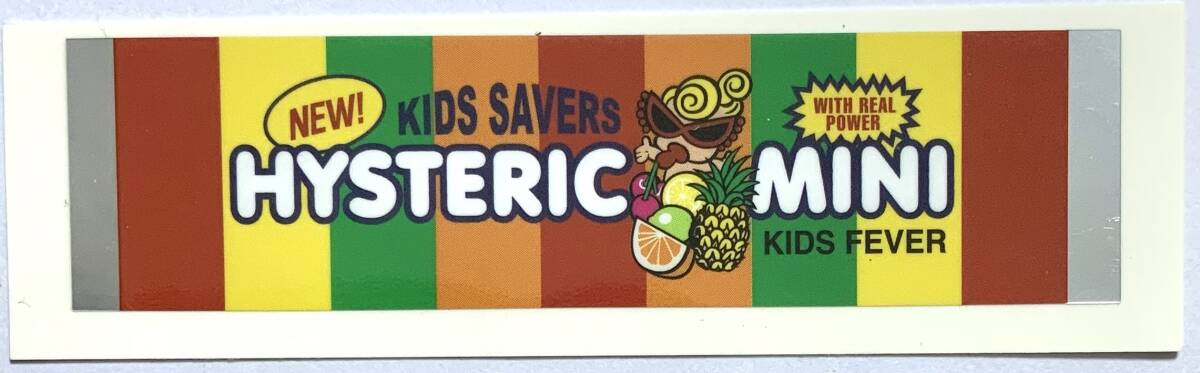 NEW! KIDS SAVERS
WITH REAL
POWER
HYSTERIC MINI
KIDS FEVER